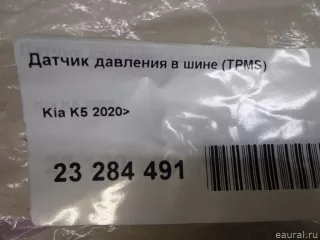 Датчик давления в шине (TPMS)
Kia K5 2020>
23 284 491
eaural.ru